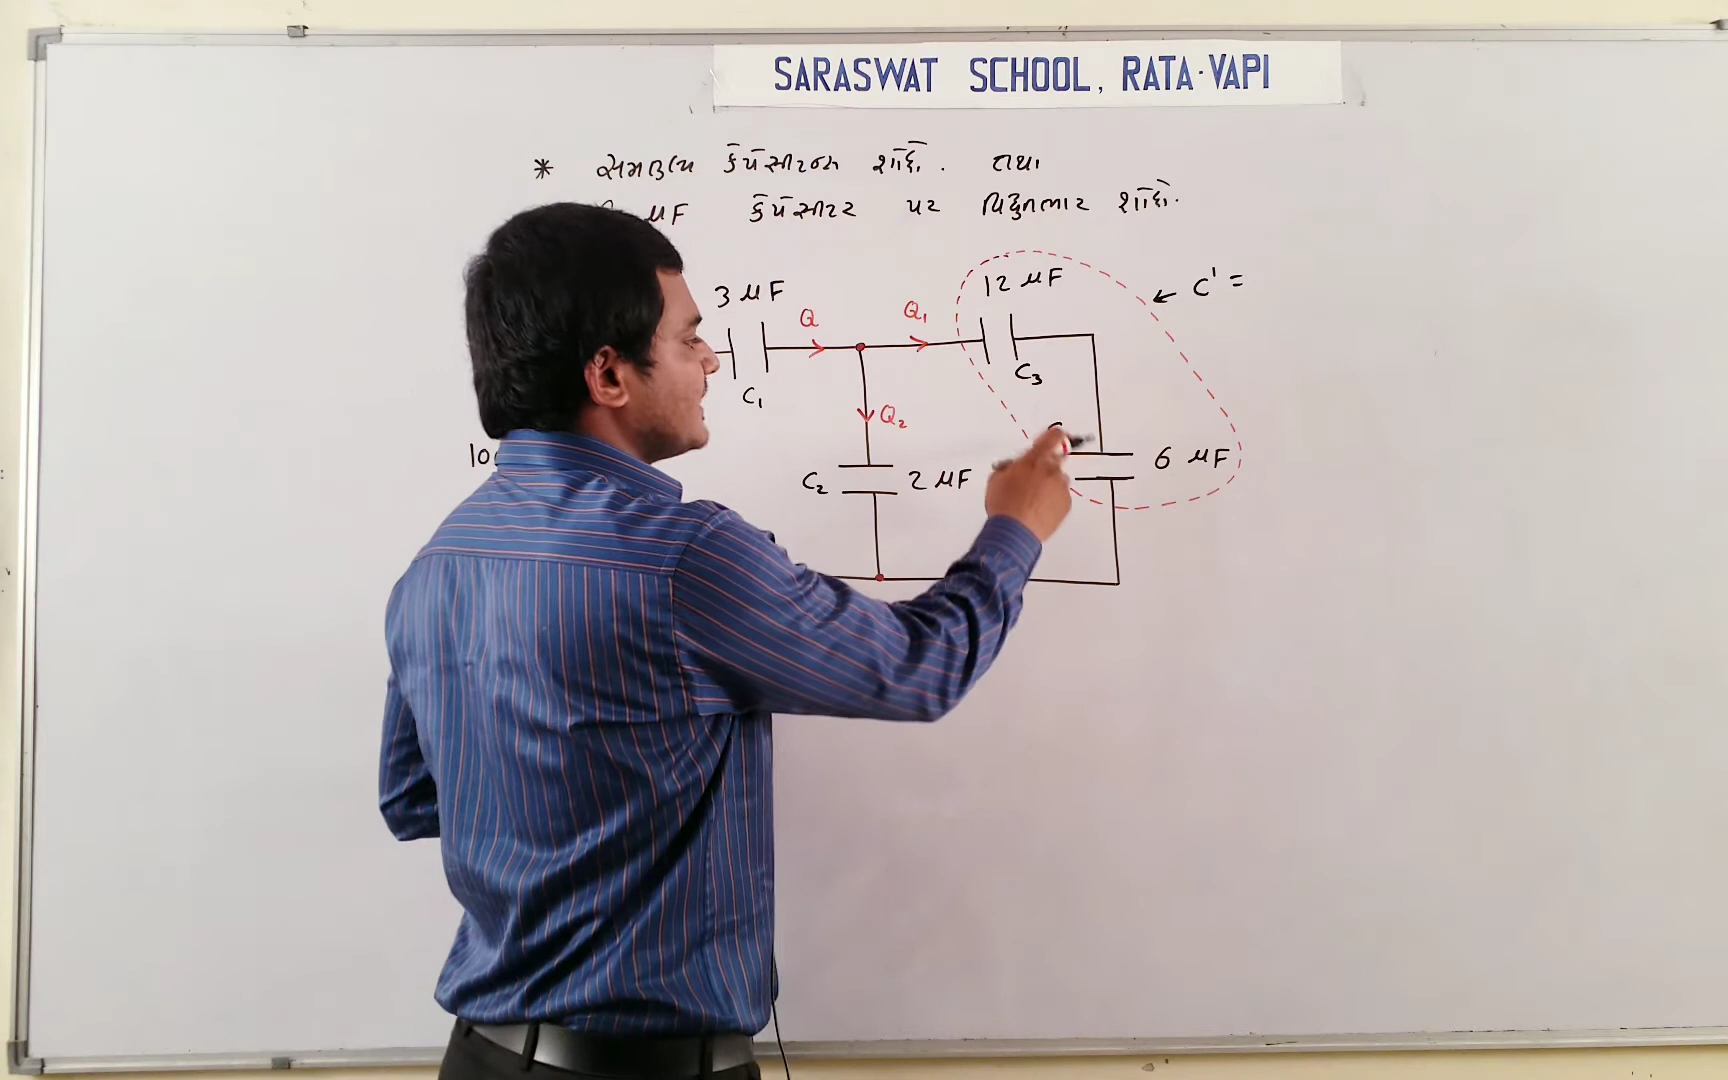 SARASWAT SCHOOL, RATA·VAPI
* સમતુલ્ય કેપેસીટન્સ શોધો. તથા
μF કેપેસીટર પર વિદ્યુતભાર શોધો.
12 μF
C' =
3 μF
Q
Q₁
C₃
C₁
Q₂
10
6 μF
C₂
2 μF